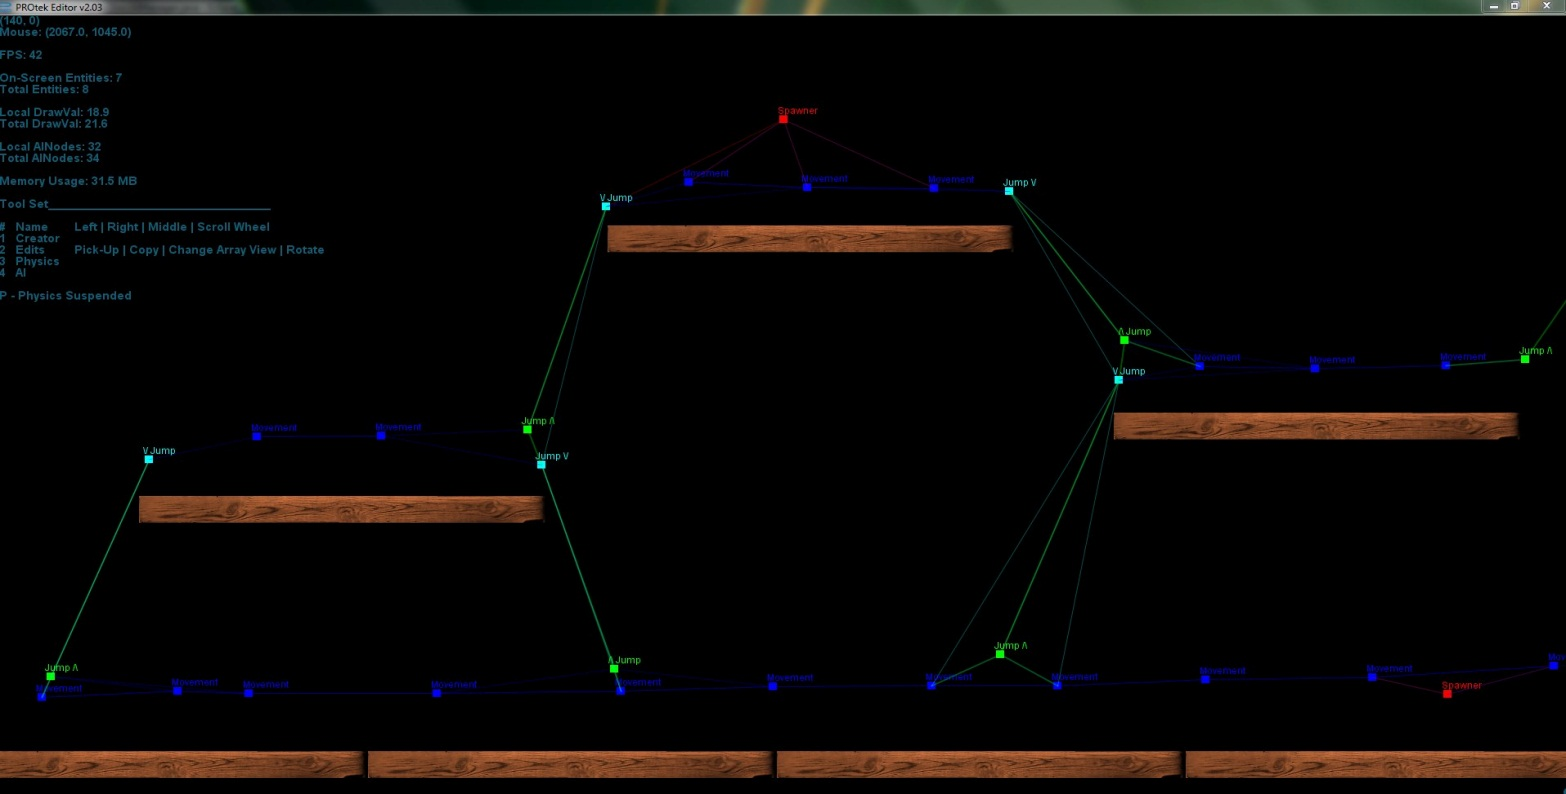 PROtek Editor v2.03
(140, 0)
Mouse: (2067.0, 1045.0)
FPS: 42
On-Screen Entities: 7
Total Entities: 8
Local DrawVal: 18.9
Total DrawVal: 21.6
Local AINodes: 32
Total AINodes: 34
Memory Usage: 31.5 MB
Tool Set
# Name Left | Right | Middle | Scroll Wheel
1 Creator
2 Edits Pick-Up | Copy | Change Array View | Rotate
3 Physics
4 AI
P - Physics Suspended
Spawner
Movement Movement Movement Jump V
V Jump
/\ Jump
Movement Movement Movement Jump /\
V Jump
Jump /\
Movement Movement
V Jump Jump V
Jump /\
/\ Jump
Jump /\
Movement Movement Movement Movement Movement Movement Movement Movement Movement Movement Mov
Spawner